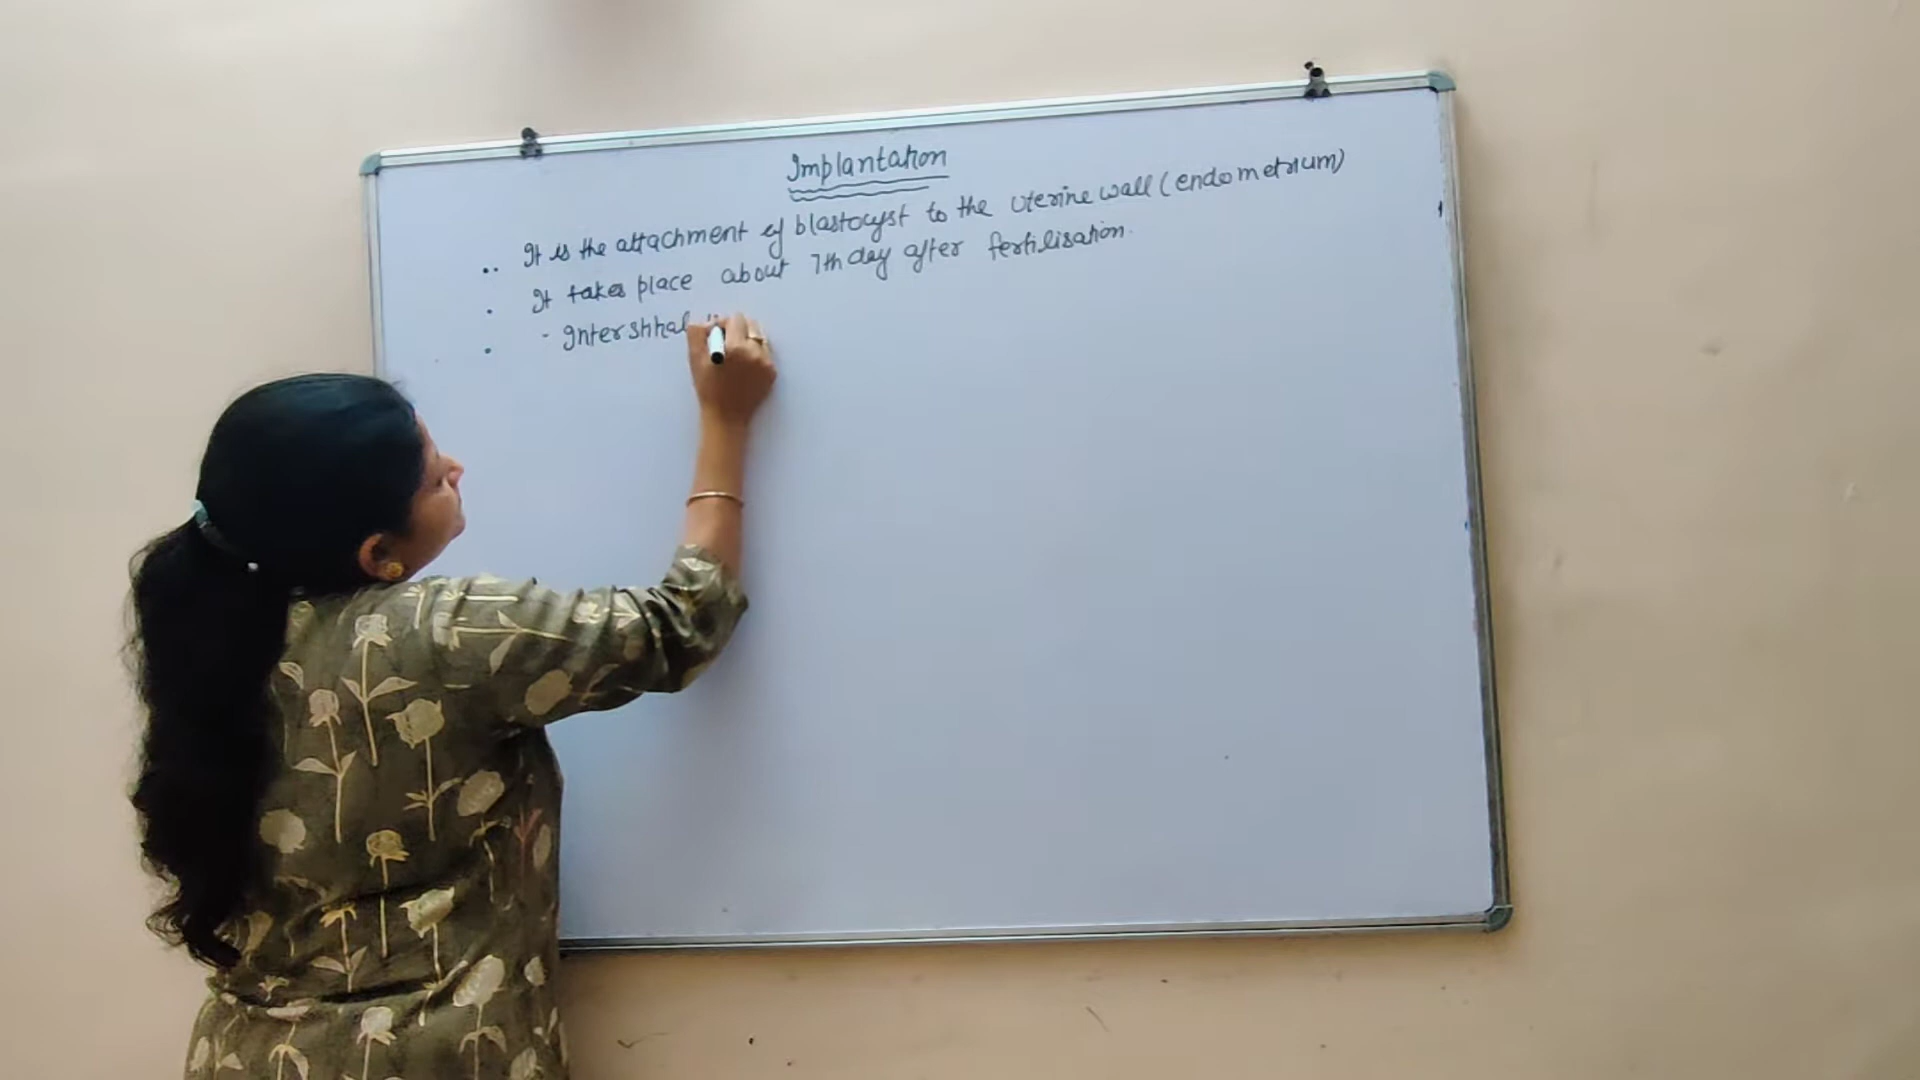 Implantation
It is the attachment of blastocyst to the uterine wall (endometrium)
It takes place about 7th day after fertilisation.
- Interstitial